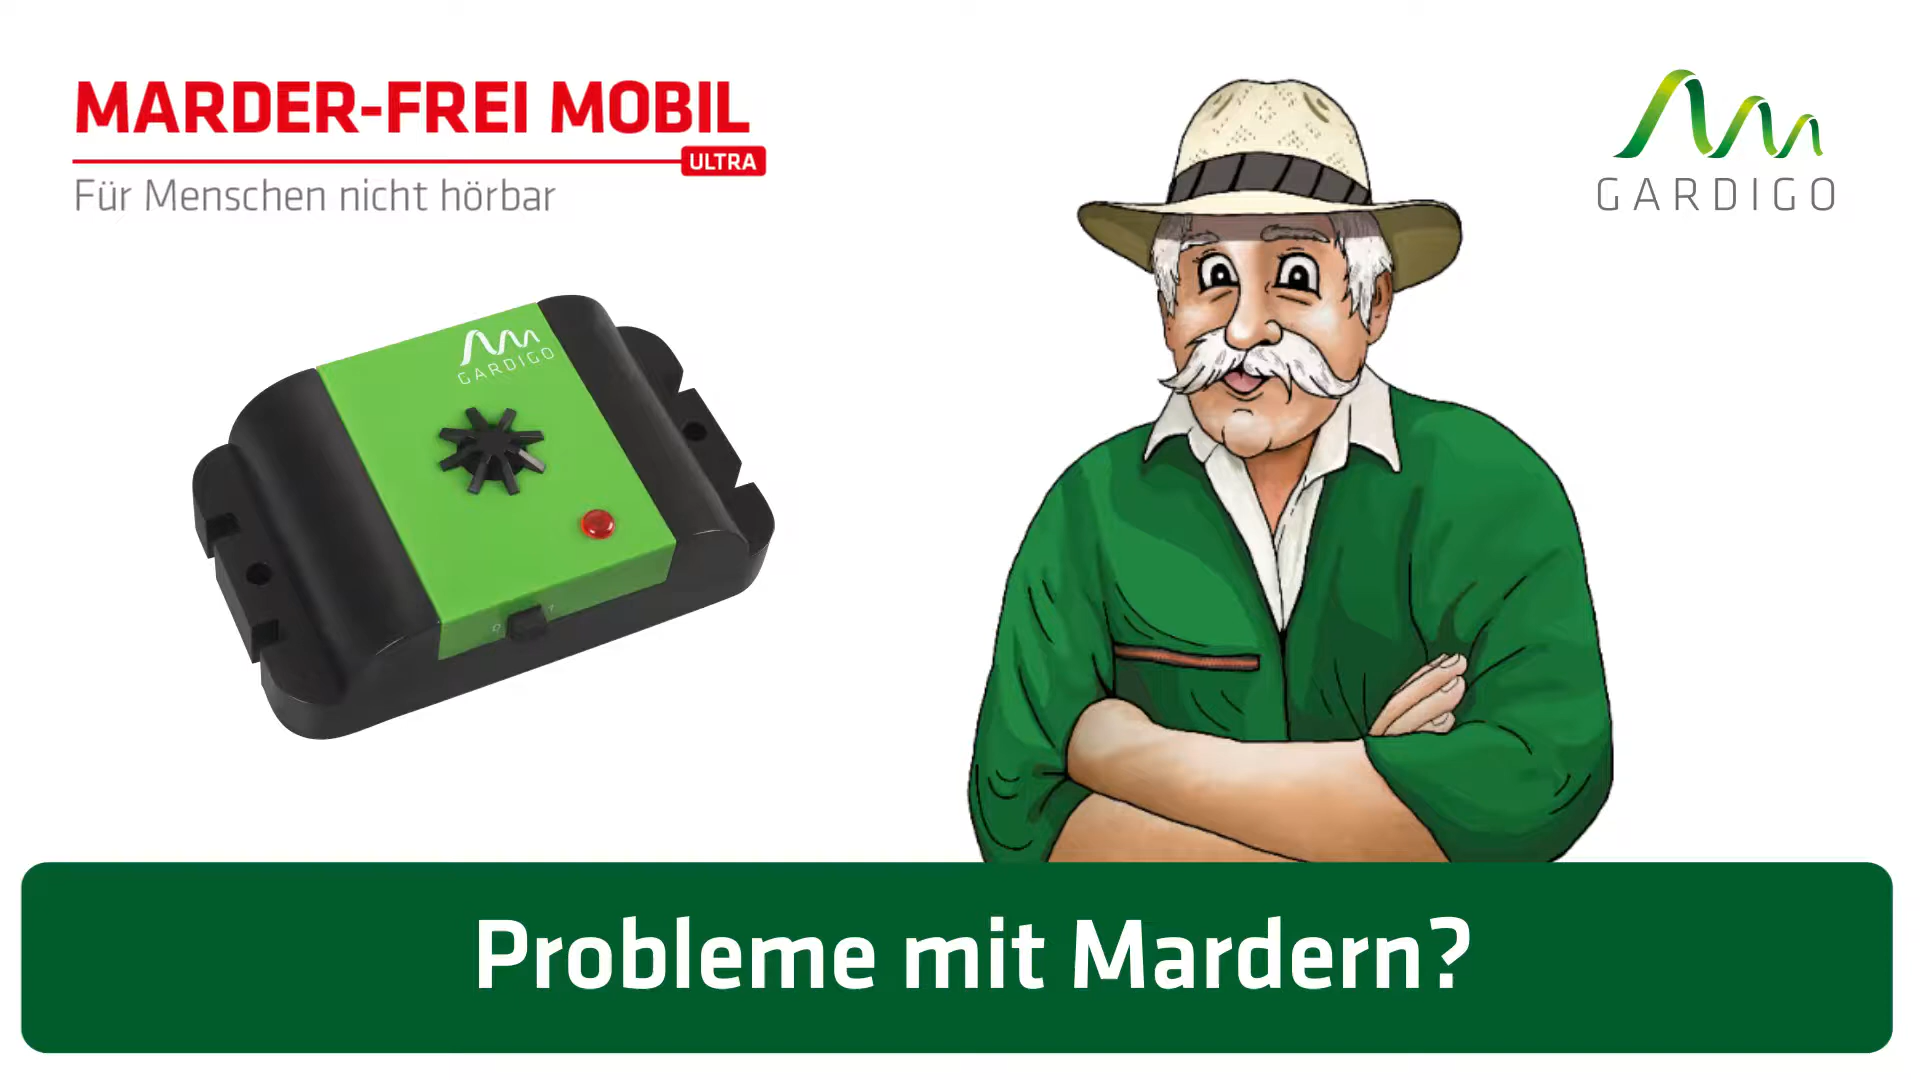 MARDER-FREI MOBIL
ULTRA
Für Menschen nicht hörbar
GARDIGO
GARDIGO
Probleme mit Mardern?